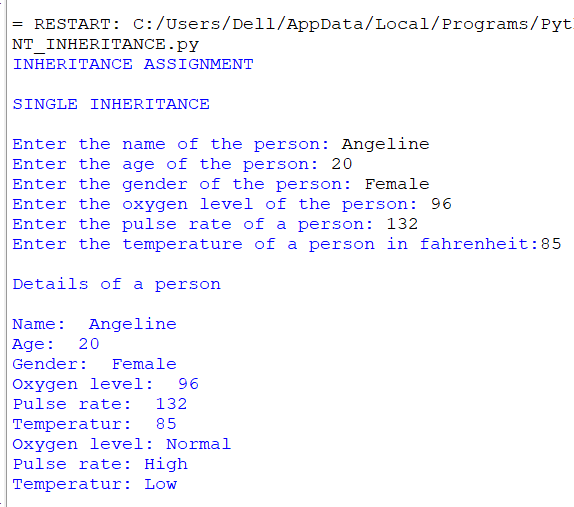 = RESTART: C:/Users/Dell/AppData/Local/Programs/Pyt
NT_INHERITANCE.py
INHERITANCE ASSIGNMENT
SINGLE INHERITANCE
Enter the name of the person: Angeline
Enter the age of the person: 20
Enter the gender of the person: Female
Enter the oxygen level of the person: 96
Enter the pulse rate of a person: 132
Enter the temperature of a person in fahrenheit:85
Details of a person
Name:  Angeline
Age:  20
Gender:  Female
Oxygen level:  96
Pulse rate:  132
Temperatur:  85
Oxygen level: Normal
Pulse rate: High
Temperatur: Low